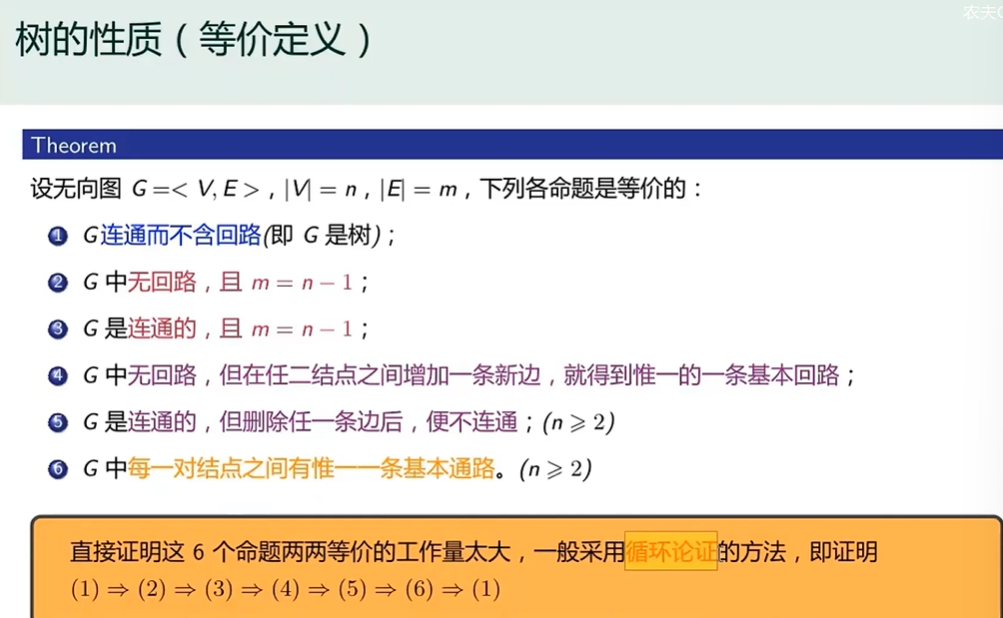 农夫
树的性质（等价定义）
Theorem
设无向图 G =< V, E >，|V| = n，|E| = m，下列各命题是等价的：
1 G连通而不含回路(即 G 是树)；
2 G 中无回路，且 m = n − 1；
3 G 是连通的，且 m = n − 1；
4 G 中无回路，但在任二结点之间增加一条新边，就得到惟一的一条基本回路；
5 G 是连通的，但删除任一条边后，便不连通；(n ⩾ 2)
6 G 中每一对结点之间有惟一一条基本通路。(n ⩾ 2)
直接证明这 6 个命题两两等价的工作量太大，一般采用循环论证的方法，即证明
(1) ⇒ (2) ⇒ (3) ⇒ (4) ⇒ (5) ⇒ (6) ⇒ (1)